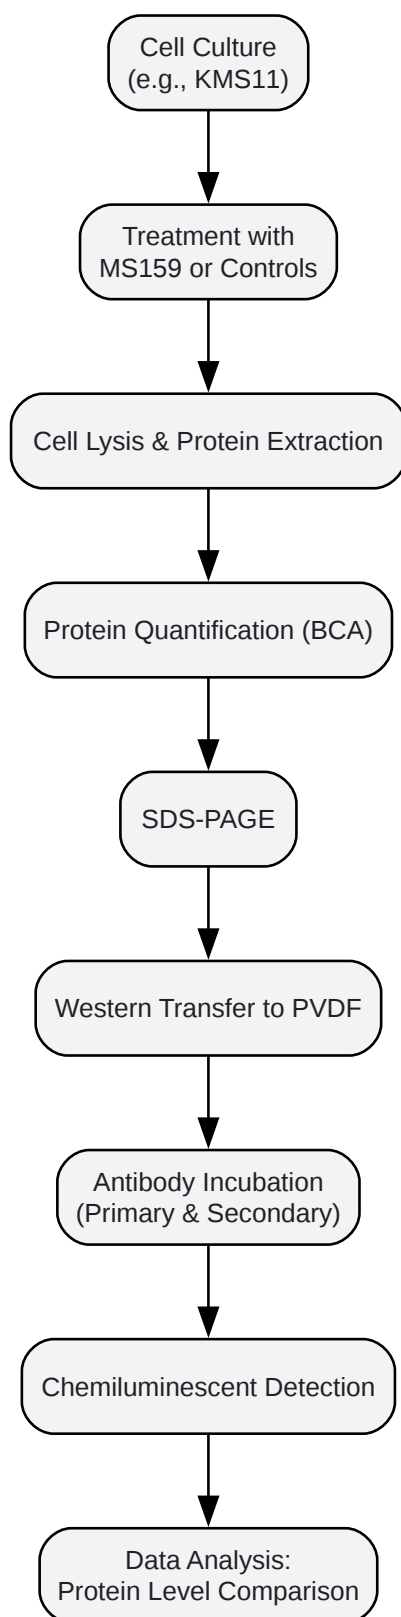 Cell Culture
(e.g., KMS11)
Treatment with
MS159 or Controls
Cell Lysis & Protein Extraction
Protein Quantification (BCA)
SDS-PAGE
Western Transfer to PVDF
Antibody Incubation
(Primary & Secondary)
Chemiluminescent Detection
Data Analysis:
Protein Level Comparison